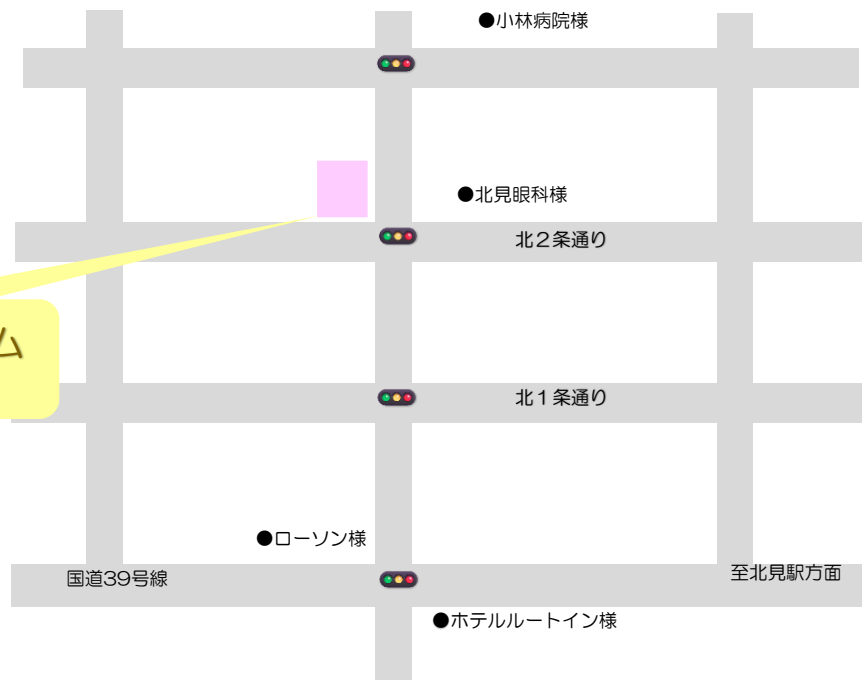 ●小林病院様
●北見眼科様
北２条通り
ム
北１条通り
●ローソン様
国道39号線
至北見駅方面
●ホテルルートイン様